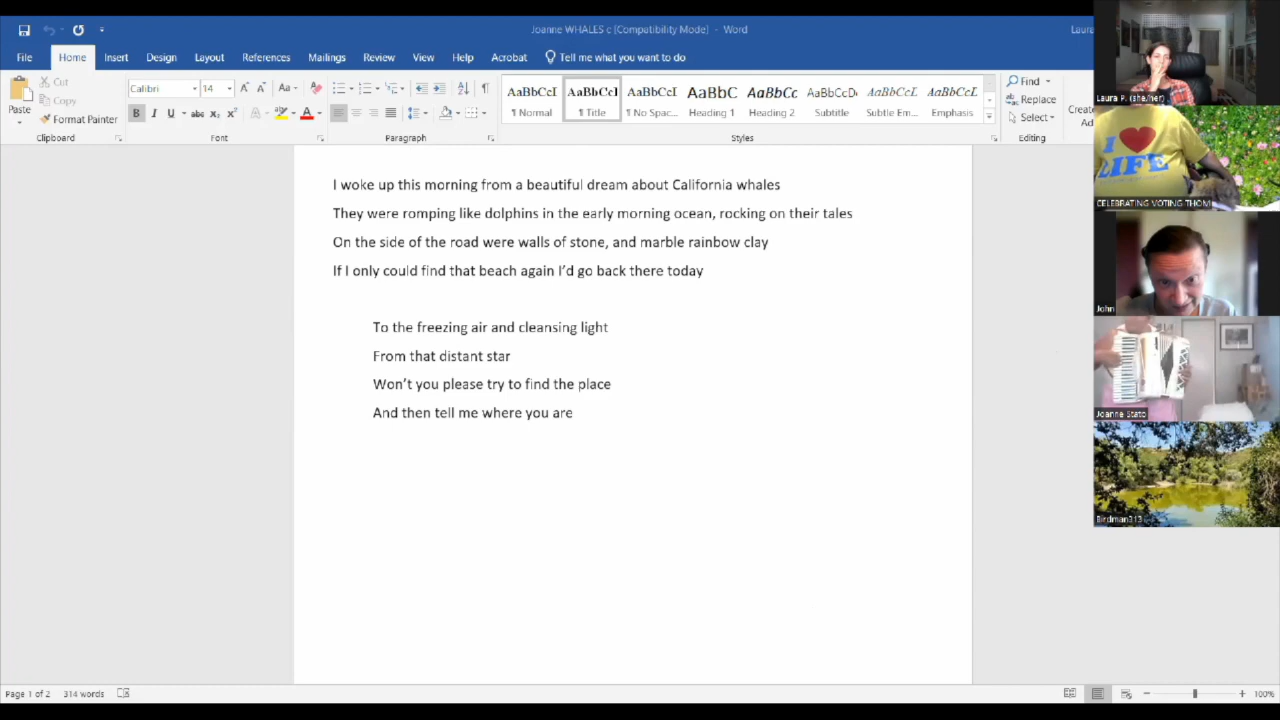 Joanne WHALES c [Compatibility Mode] - Word
Laura
File Home Insert Design Layout References Mailings Review View Help Acrobat Tell me what you want to do
Paste
Cut
Copy
Format Painter
Clipboard
Calibri 14
Font
Paragraph
AaBbCcI AaBbCcI AaBbCcI AaBbC AaBbCc AaBbCcD AaBbCcL AaBbCcL
¶ Normal ¶ Title ¶ No Spac... Heading 1 Heading 2 Subtitle Subtle Em... Emphasis
Styles
Find
Replace
Select
Editing
Create
Ad
I woke up this morning from a beautiful dream about California whales
They were romping like dolphins in the early morning ocean, rocking on their tales
On the side of the road were walls of stone, and marble rainbow clay
If I only could find that beach again I'd go back there today
To the freezing air and cleansing light
From that distant star
Won't you please try to find the place
And then tell me where you are
Page 1 of 2 314 words
100%
Laura P. (she/her)
I
LIFE
CELEBRATING VOTING THOM
John
Joanne Stato
Birdman313